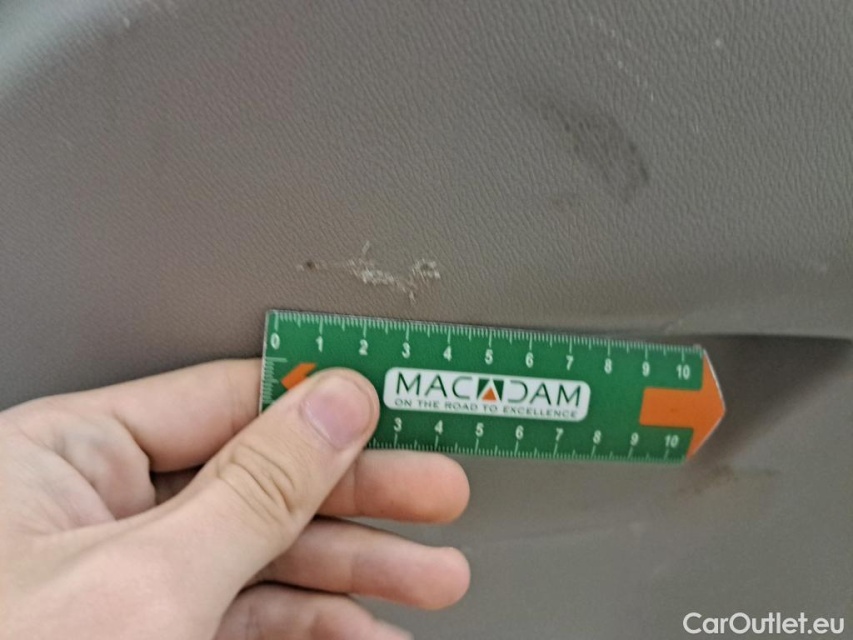 0 1 2 3 4 5 6 7 8 9 10
MACADAM
ON THE ROAD TO EXCELLENCE
3 4 5 6 7 8 9 10
CarOutlet.eu